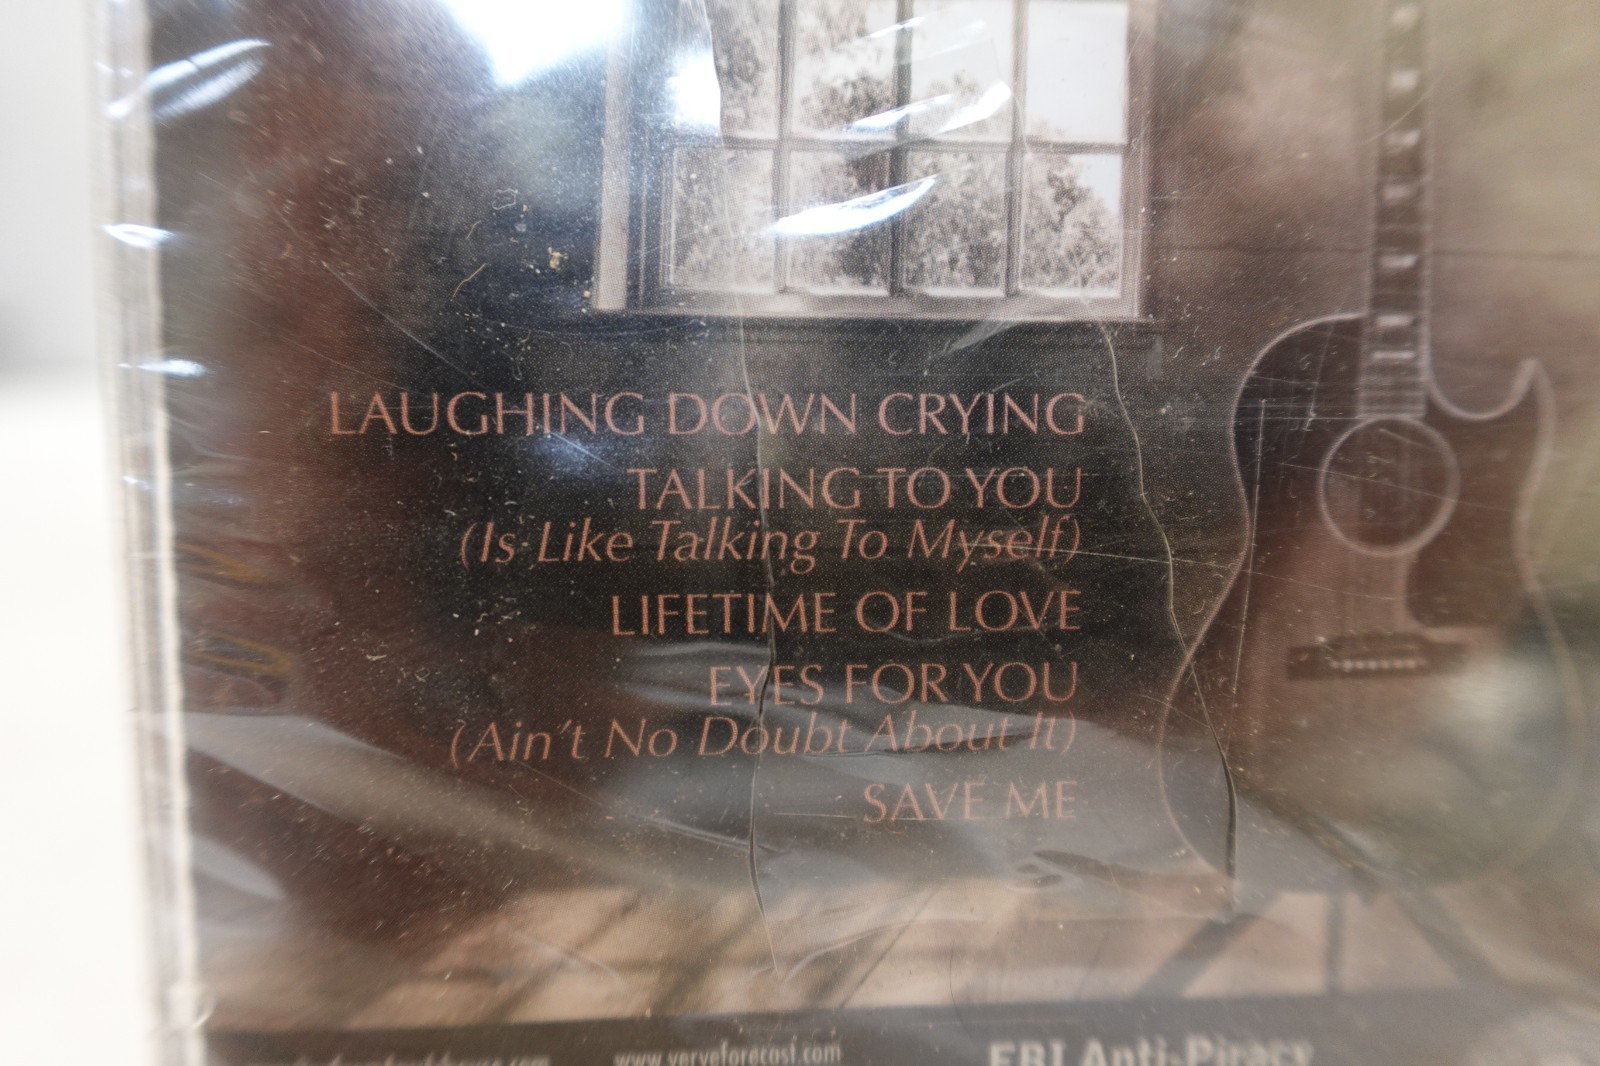 LAUGHING DOWN CRYING
TALKING TO YOU
(Is Like Talking To Myself)
LIFETIME OF LOVE
EYES FOR YOU
(Ain't No Doubt About It)
SAVE ME
www.verveforecast.com
FBI Anti-Piracy